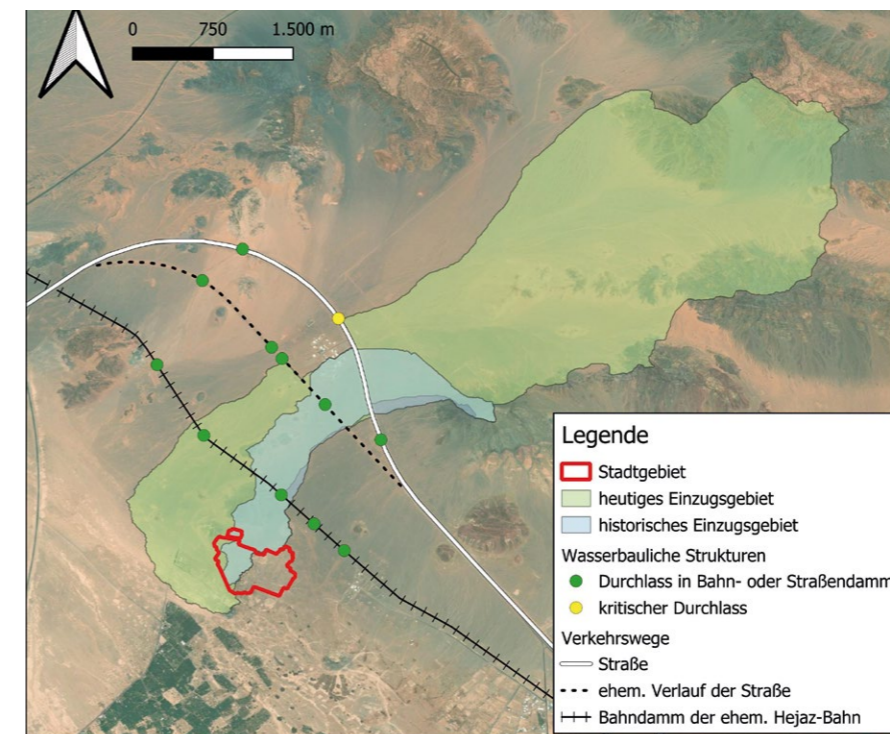 0 750 1.500 m
Legende
Stadtgebiet
heutiges Einzugsgebiet
historisches Einzugsgebiet
Wasserbauliche Strukturen
Durchlass in Bahn- oder Straßendamm
kritischer Durchlass
Verkehrswege
Straße
ehem. Verlauf der Straße
Bahndamm der ehem. Hejaz-Bahn